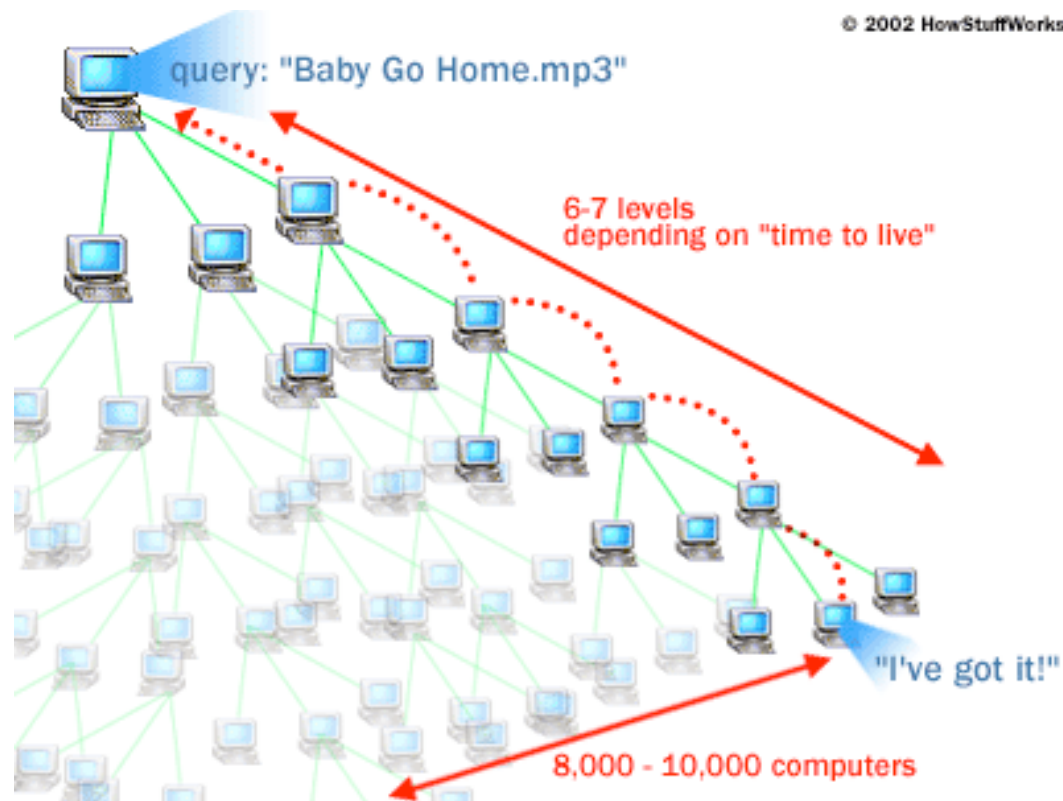 © 2002 HowStuffWorks
query: "Baby Go Home.mp3"
6-7 levels
depending on "time to live"
"I've got it!"
8,000 - 10,000 computers